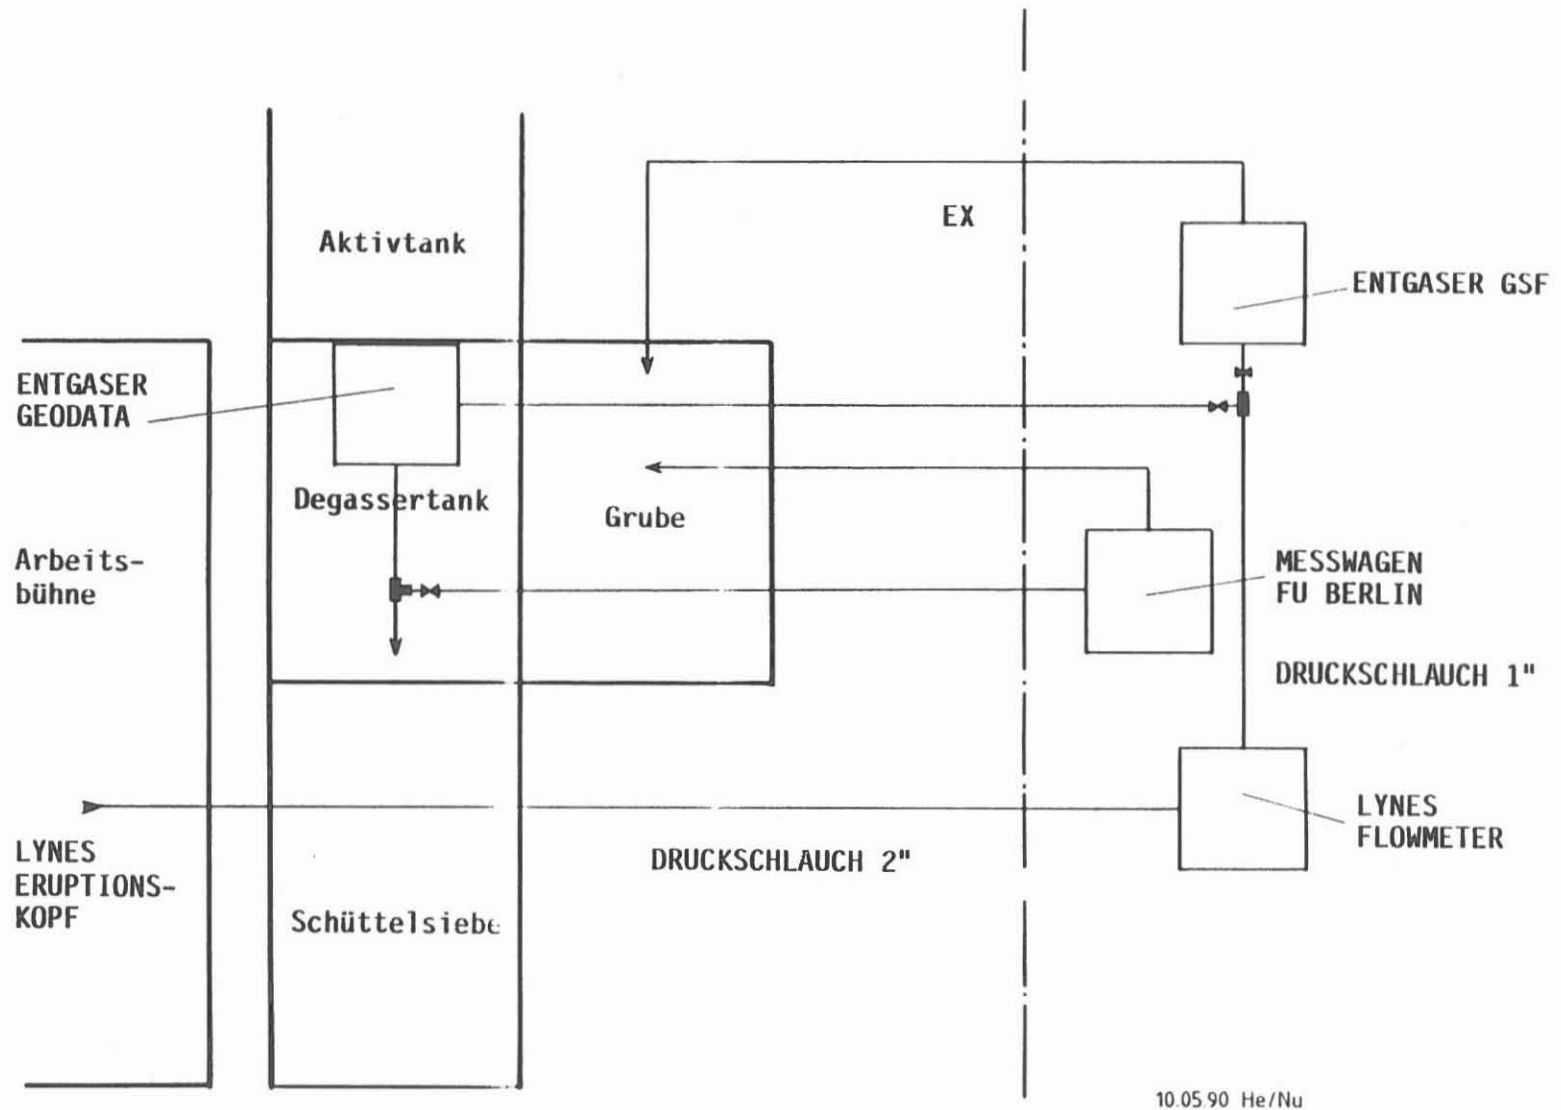 EX
Aktivtank
ENTGASER GSF
ENTGASER
GEODATA
Degassertank
Grube
Arbeits-
bühne
MESSWAGEN
FU BERLIN
DRUCKSCHLAUCH 1"
LYNES
FLOWMETER
LYNES
ERUPTIONS-
KOPF
DRUCKSCHLAUCH 2"
Schüttelsiebe
10.05.90 He/Nu